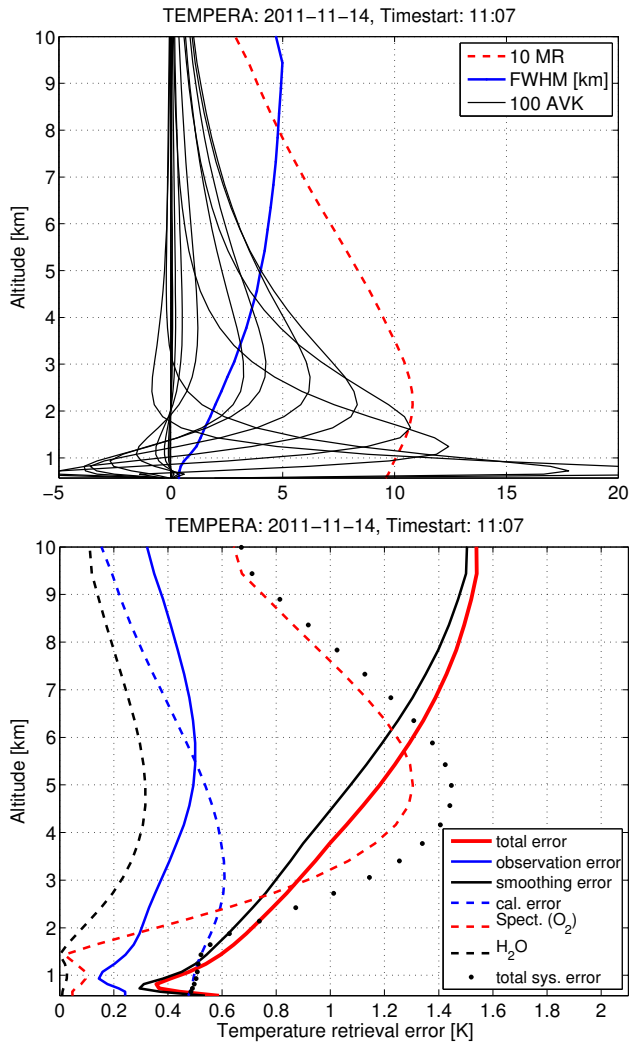 TEMPERA: 2011−11−14, Timestart: 11:07
10
9
8
7
6
5
4
3
2
1
Altitude [km]
10 MR
FWHM [km]
100 AVK
−5
0
5
10
15
20
TEMPERA: 2011−11−14, Timestart: 11:07
10
9
8
7
6
5
4
3
2
1
Altitude [km]
total error
observation error
smoothing error
cal. error
Spect. (O₂)
H₂O
total sys. error
0
0.2
0.4
0.6
0.8
1
1.2
1.4
1.6
1.8
2
Temperature retrieval error [K]